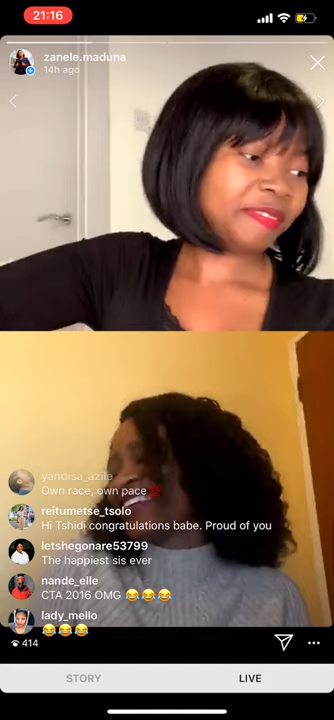 21:16
zanele.maduna
14h ago
yandisa_azile
Own race, own pace💯
reitumetse_tsolo
Hi Tshidi congratulations babe. Proud of you
letshegonare53799
The happiest sis ever
nande_elle
CTA 2016 OMG 😂😂😂
lady_mello
😂😂😂
414
STORY
LIVE